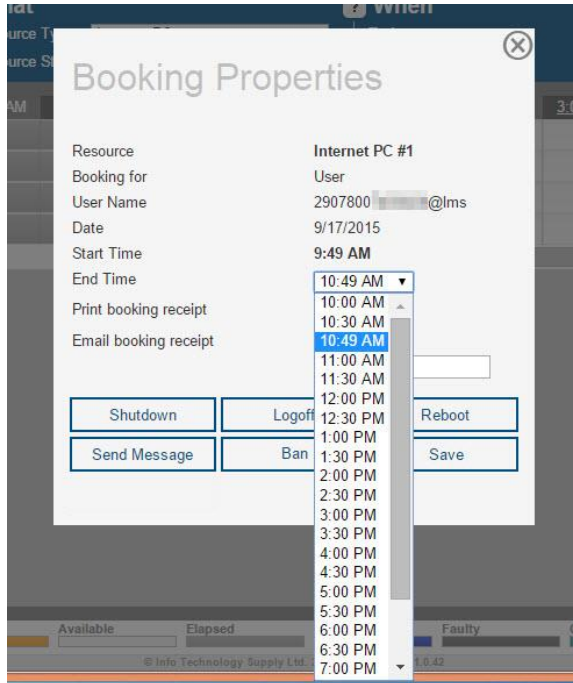 When
AM
3:
Booking Properties
Resource Internet PC #1
Booking for User
User Name 2907800 @lms
Date 9/17/2015
Start Time 9:49 AM
End Time 10:49 AM
Print booking receipt
Email booking receipt
10:00 AM
10:30 AM
10:49 AM
11:00 AM
11:30 AM
12:00 PM
12:30 PM
1:00 PM
1:30 PM
2:00 PM
2:30 PM
3:00 PM
3:30 PM
4:00 PM
4:30 PM
5:00 PM
5:30 PM
6:00 PM
6:30 PM
7:00 PM
Shutdown Logoff Reboot
Send Message Ban Save
Available Elapsed Faulty
© Info Technology Supply Ltd.